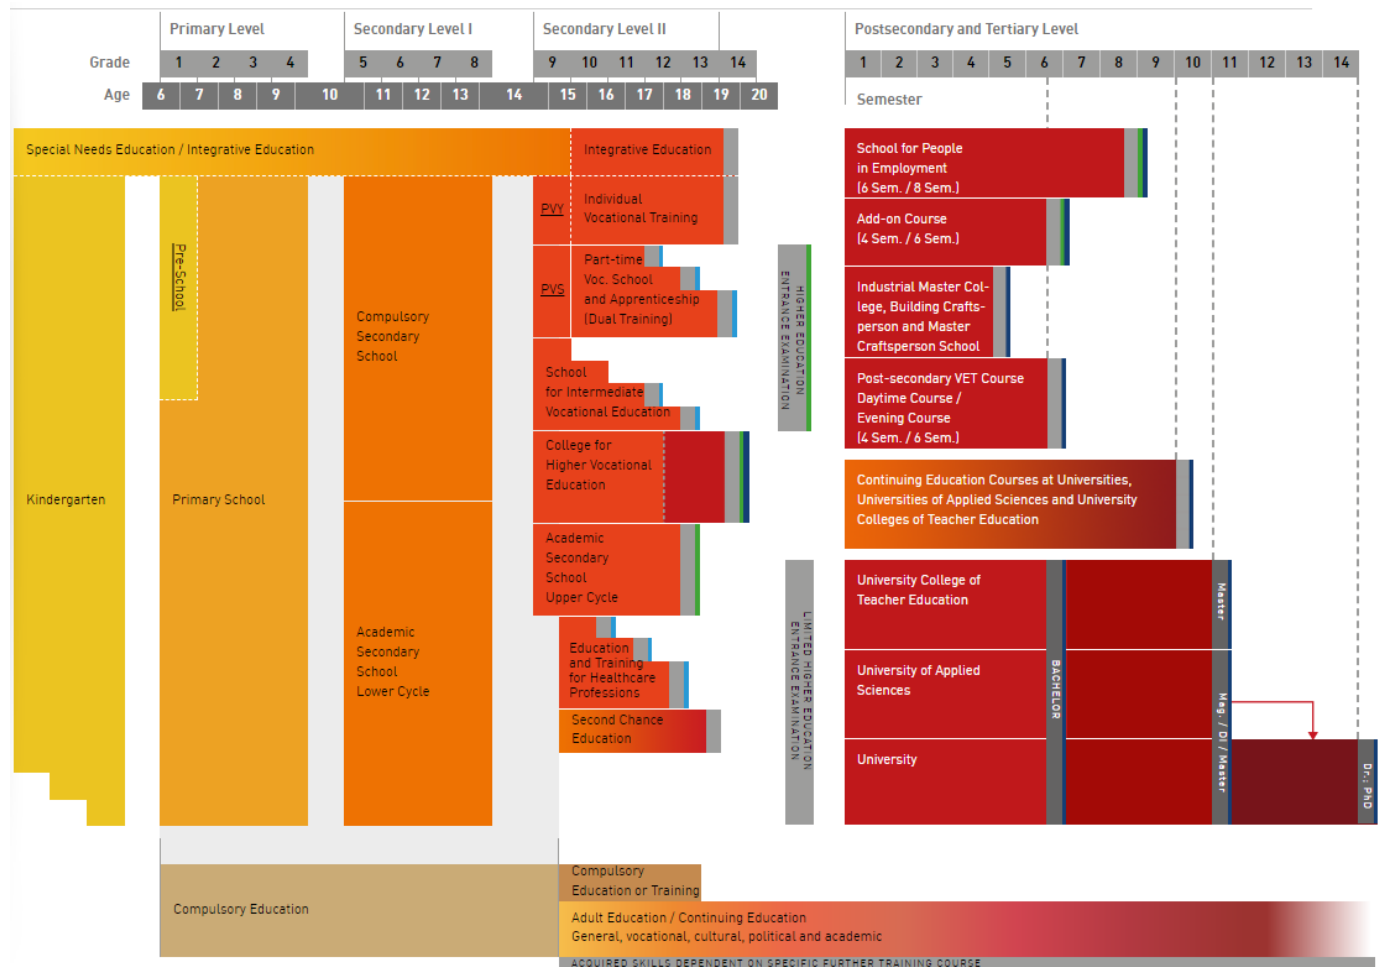 Primary Level
Secondary Level I
Secondary Level II
Postsecondary and Tertiary Level
Grade
1 2 3 4
5 6 7 8
9 10 11 12 13 14
1 2 3 4 5 6 7 8 9 10 11 12 13 14
Age
6 7 8 9 10 11 12 13 14 15 16 17 18 19 20
Semester
Special Needs Education / Integrative Education
Integrative Education
Kindergarten
Pre-School
Primary School
Compulsory
Secondary
School
Academic
Secondary
School
Lower Cycle
PVY
Individual
Vocational Training
PVS
Part-time
Voc. School
and Apprenticeship
(Dual Training)
School
for Intermediate
Vocational Education
College for
Higher Vocational
Education
Academic
Secondary
School
Upper Cycle
Education
and Training
for Healthcare
Professions
Second Chance
Education
HIGHER EDUCATION
ENTRANCE EXAMINATION
LIMITED HIGHER EDUCATION
ENTRANCE EXAMINATION
School for People
in Employment
(6 Sem. / 8 Sem.)
Add-on Course
(4 Sem. / 6 Sem.)
Industrial Master Col-
lege, Building Crafts-
person and Master
Craftsperson School
Post-secondary VET Course
Daytime Course /
Evening Course
(4 Sem. / 6 Sem.)
Continuing Education Courses at Universities,
Universities of Applied Sciences and University
Colleges of Teacher Education
University College of
Teacher Education
University of Applied
Sciences
University
BACHELOR
Master
Mag. / DI / Master
Dr.; PhD
Compulsory Education
Compulsory
Education or Training
Adult Education / Continuing Education
General, vocational, cultural, political and academic
ACQUIRED SKILLS DEPENDENT ON SPECIFIC FURTHER TRAINING COURSE